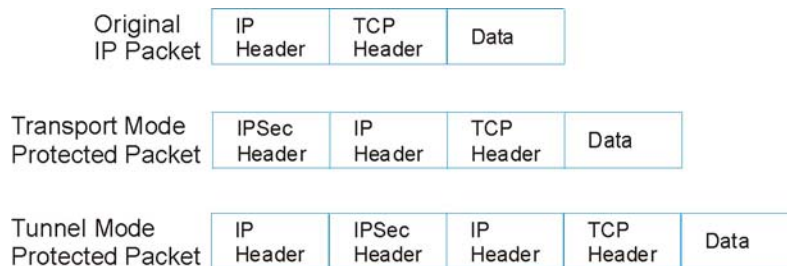 Original
IP Packet
IP
Header
TCP
Header
Data
Transport Mode
Protected Packet
IPSec
Header
IP
Header
TCP
Header
Data
Tunnel Mode
Protected Packet
IP
Header
IPSec
Header
IP
Header
TCP
Header
Data